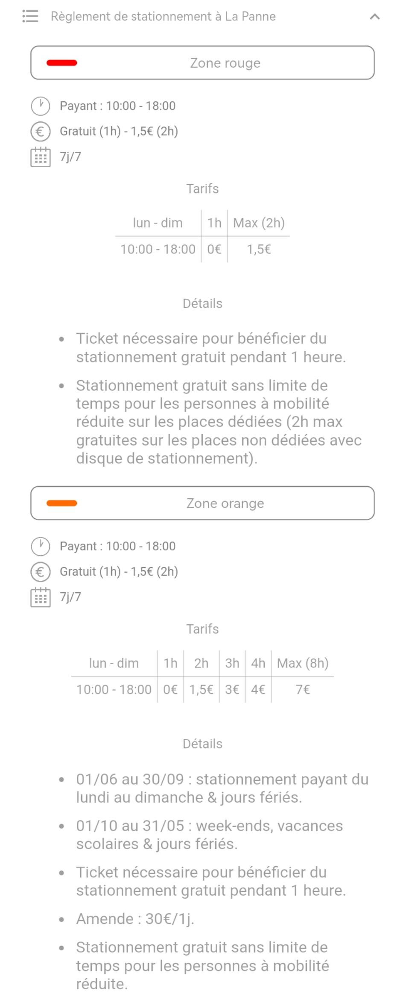 Règlement de stationnement à La Panne
Zone rouge
Payant : 10:00 - 18:00
Gratuit (1h) - 1,5€ (2h)
7j/7
Tarifs
lun - dim 1h Max (2h)
10:00 - 18:00 0€ 1,5€
Détails
• Ticket nécessaire pour bénéficier du
stationnement gratuit pendant 1 heure.
• Stationnement gratuit sans limite de
temps pour les personnes à mobilité
réduite sur les places dédiées (2h max
gratuites sur les places non dédiées avec
disque de stationnement).
Zone orange
Payant : 10:00 - 18:00
Gratuit (1h) - 1,5€ (2h)
7j/7
Tarifs
lun - dim 1h 2h 3h 4h Max (8h)
10:00 - 18:00 0€ 1,5€ 3€ 4€ 7€
Détails
• 01/06 au 30/09 : stationnement payant du
lundi au dimanche & jours fériés.
• 01/10 au 31/05 : week-ends, vacances
scolaires & jours fériés.
• Ticket nécessaire pour bénéficier du
stationnement gratuit pendant 1 heure.
• Amende : 30€/1j.
• Stationnement gratuit sans limite de
temps pour les personnes à mobilité
réduite.